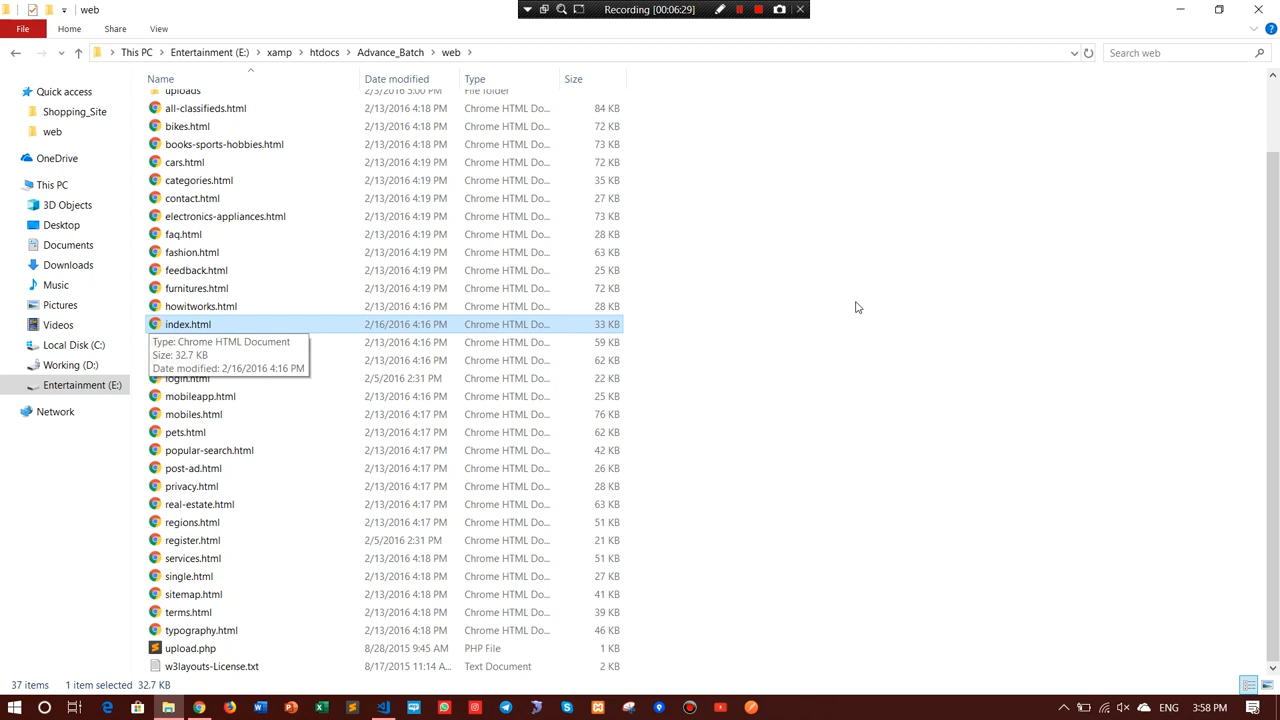 web
Recording [00:06:29]
File Home Share View
This PC Entertainment (E:) xamp htdocs Advance_Batch web
Search web
Name Date modified Type Size
uploads 2/3/2016 5:00 PM File folder
all-classifieds.html 2/13/2016 4:18 PM Chrome HTML Do... 84 KB
bikes.html 2/13/2016 4:18 PM Chrome HTML Do... 72 KB
books-sports-hobbies.html 2/13/2016 4:18 PM Chrome HTML Do... 73 KB
cars.html 2/13/2016 4:19 PM Chrome HTML Do... 72 KB
categories.html 2/13/2016 4:19 PM Chrome HTML Do... 35 KB
contact.html 2/13/2016 4:19 PM Chrome HTML Do... 27 KB
electronics-appliances.html 2/13/2016 4:19 PM Chrome HTML Do... 73 KB
faq.html 2/13/2016 4:19 PM Chrome HTML Do... 28 KB
fashion.html 2/13/2016 4:19 PM Chrome HTML Do... 63 KB
feedback.html 2/13/2016 4:19 PM Chrome HTML Do... 25 KB
furnitures.html 2/13/2016 4:19 PM Chrome HTML Do... 72 KB
howitworks.html 2/13/2016 4:16 PM Chrome HTML Do... 28 KB
index.html 2/16/2016 4:16 PM Chrome HTML Do... 33 KB
2/13/2016 4:16 PM Chrome HTML Do... 59 KB
2/13/2016 4:16 PM Chrome HTML Do... 62 KB
login.html 2/5/2016 2:31 PM Chrome HTML Do... 22 KB
mobileapp.html 2/13/2016 4:16 PM Chrome HTML Do... 25 KB
mobiles.html 2/13/2016 4:17 PM Chrome HTML Do... 76 KB
pets.html 2/13/2016 4:17 PM Chrome HTML Do... 62 KB
popular-search.html 2/13/2016 4:17 PM Chrome HTML Do... 42 KB
post-ad.html 2/13/2016 4:17 PM Chrome HTML Do... 26 KB
privacy.html 2/13/2016 4:17 PM Chrome HTML Do... 28 KB
real-estate.html 2/13/2016 4:17 PM Chrome HTML Do... 63 KB
regions.html 2/13/2016 4:17 PM Chrome HTML Do... 51 KB
register.html 2/5/2016 2:31 PM Chrome HTML Do... 21 KB
services.html 2/13/2016 4:18 PM Chrome HTML Do... 51 KB
single.html 2/13/2016 4:18 PM Chrome HTML Do... 27 KB
sitemap.html 2/13/2016 4:18 PM Chrome HTML Do... 41 KB
terms.html 2/13/2016 4:18 PM Chrome HTML Do... 39 KB
typography.html 2/13/2016 4:18 PM Chrome HTML Do... 46 KB
upload.php 8/28/2015 9:45 AM PHP File 1 KB
w3layouts-License.txt 8/17/2015 11:14 A... Text Document 2 KB
Type: Chrome HTML Document
Size: 32.7 KB
Date modified: 2/16/2016 4:16 PM
Quick access
Shopping_Site
web
OneDrive
This PC
3D Objects
Desktop
Documents
Downloads
Music
Pictures
Videos
Local Disk (C:)
Working (D:)
Entertainment (E:)
Network
37 items 1 item selected 32.7 KB
ENG 3:58 PM